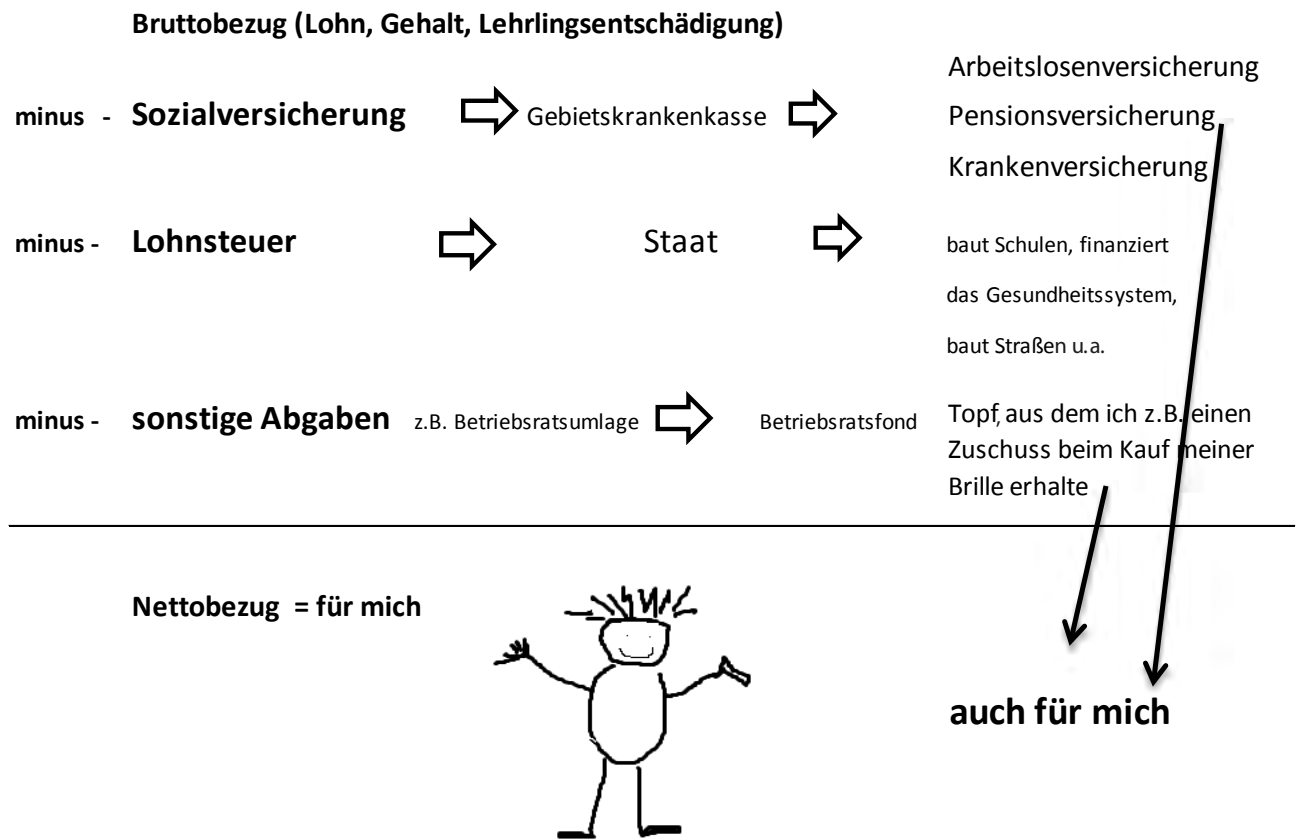 Bruttobezug (Lohn, Gehalt, Lehrlingsentschädigung)
Arbeitslosenversicherung
minus - Sozialversicherung Gebietskrankenkasse Pensionsversicherung
Krankenversicherung
minus - Lohnsteuer Staat baut Schulen, finanziert
das Gesundheitssystem,
baut Straßen u.a.
minus - sonstige Abgaben z.B. Betriebsratsumlage Betriebsratsfond Topf, aus dem ich z.B. einen
Zuschuss beim Kauf meiner
Brille erhalte
Nettobezug = für mich
auch für mich